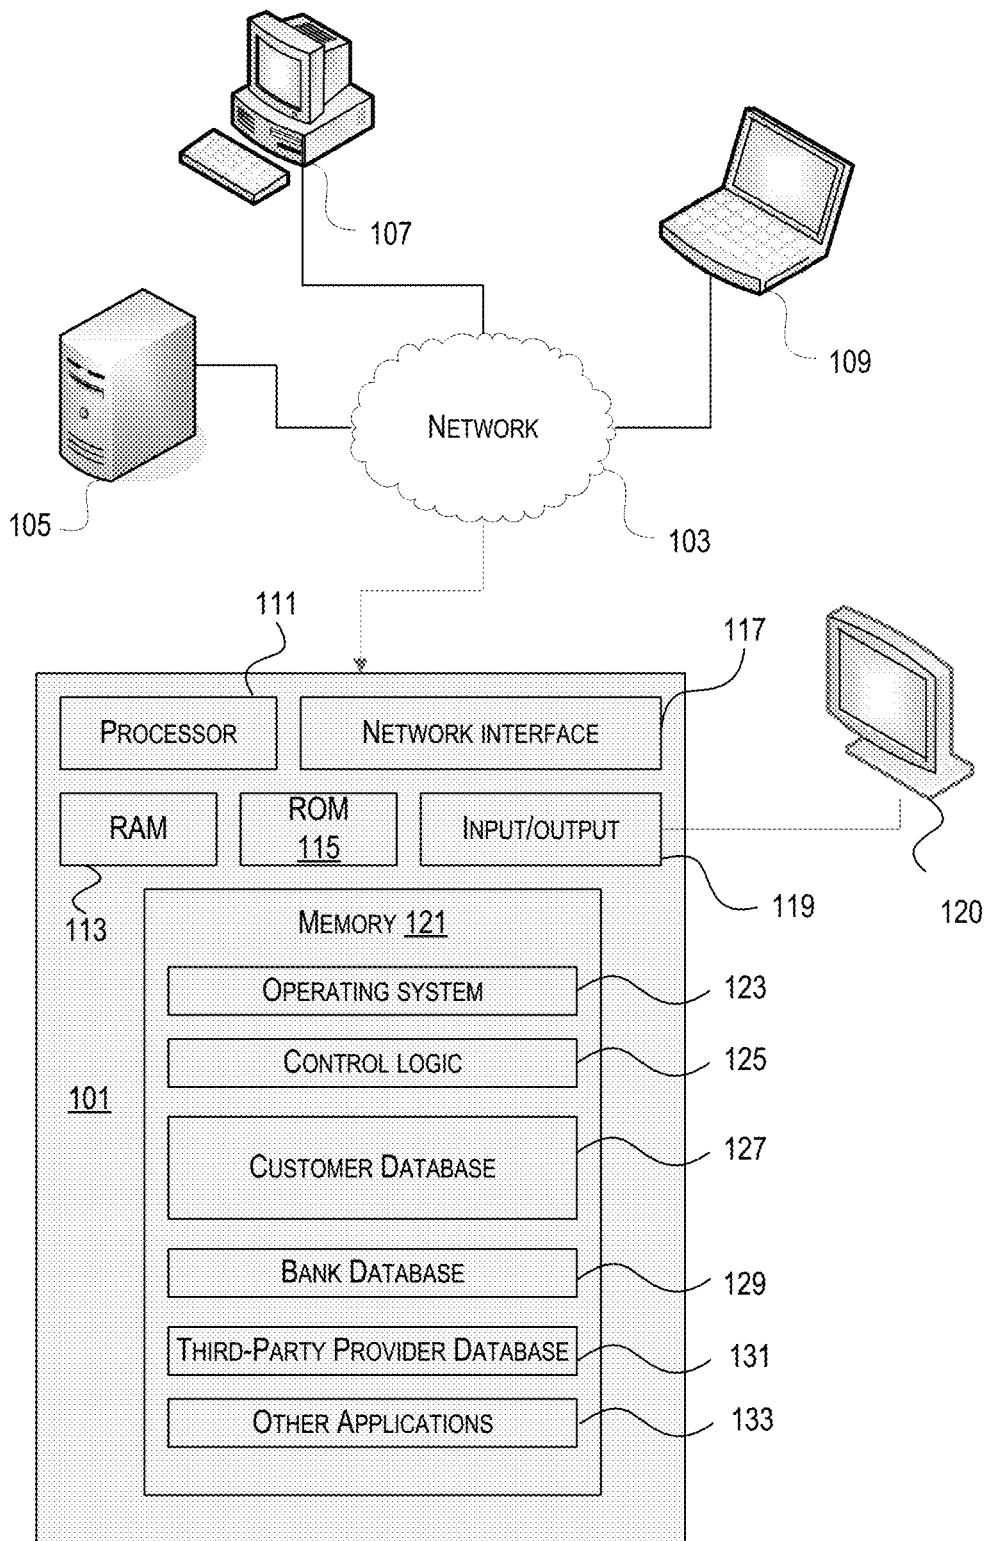 107
109
NETWORK
105
103
111
117
PROCESSOR
NETWORK INTERFACE
RAM
ROM
115
INPUT/OUTPUT
113
119
120
MEMORY 121
OPERATING SYSTEM
123
CONTROL LOGIC
125
101
CUSTOMER DATABASE
127
BANK DATABASE
129
THIRD-PARTY PROVIDER DATABASE
131
OTHER APPLICATIONS
133